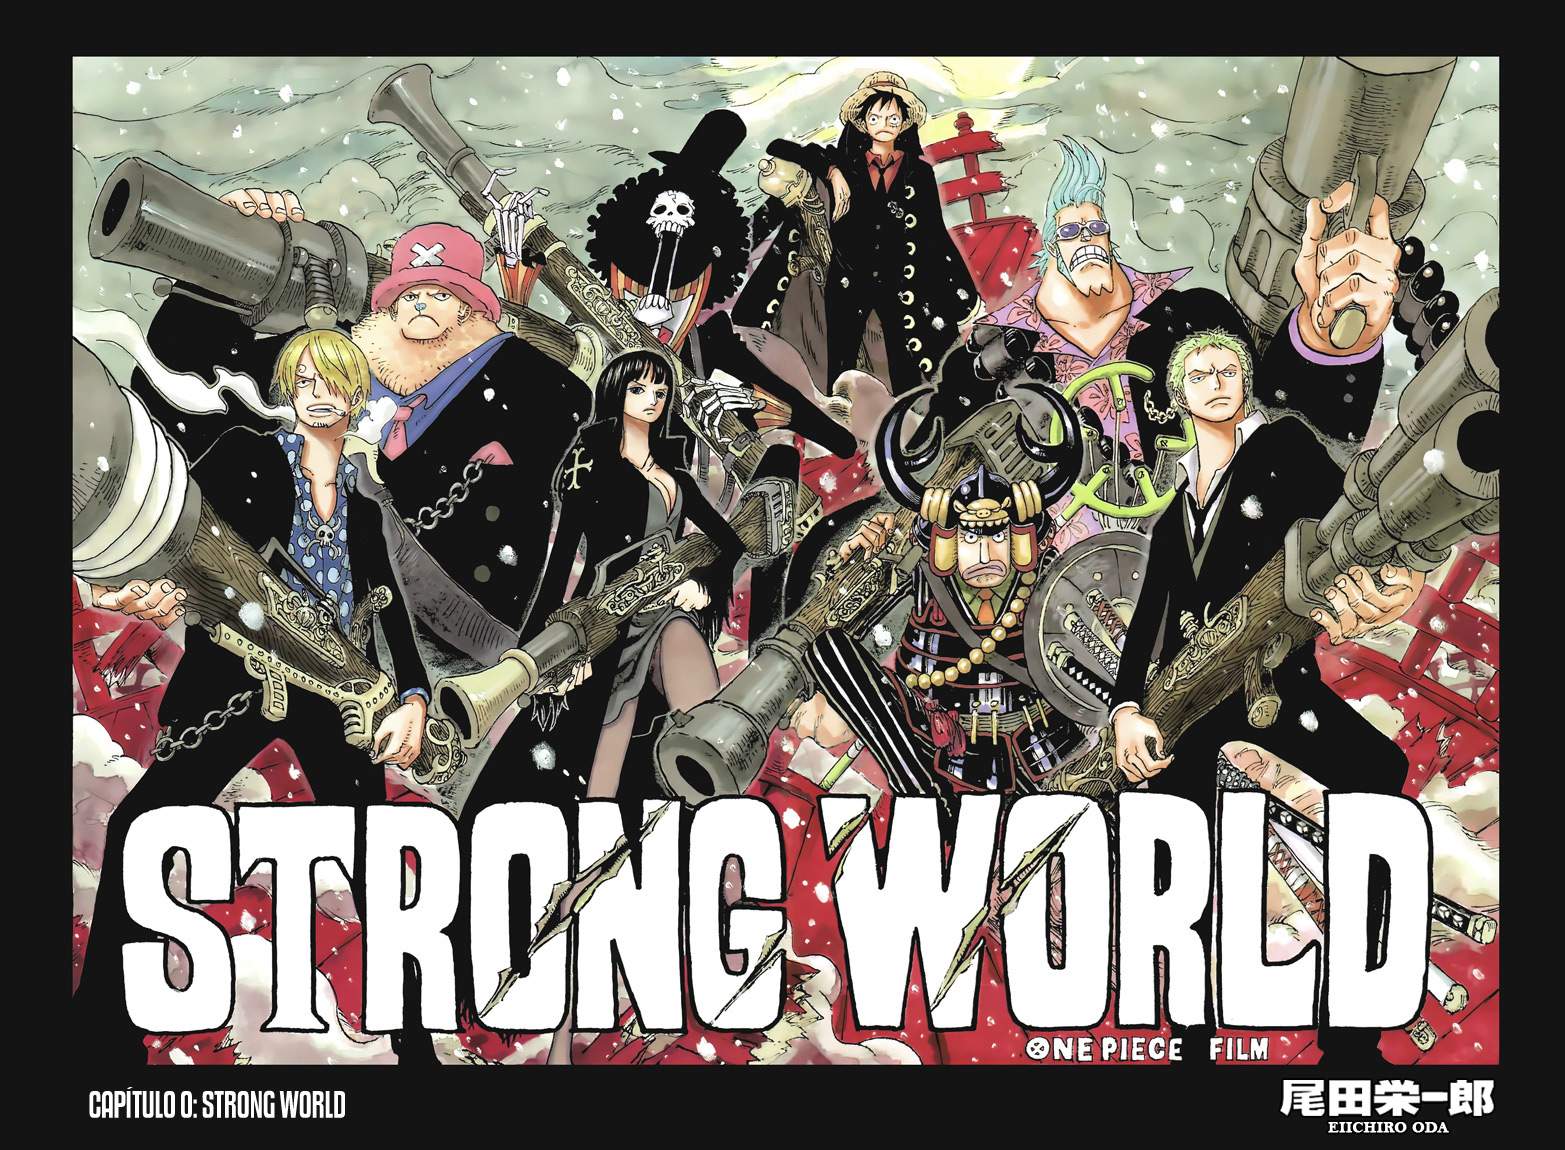 STRONG WORLD
ONE PIECE FILM
CAPÍTULO 0: STRONG WORLD
尾田栄一郎
EIICHIRO ODA